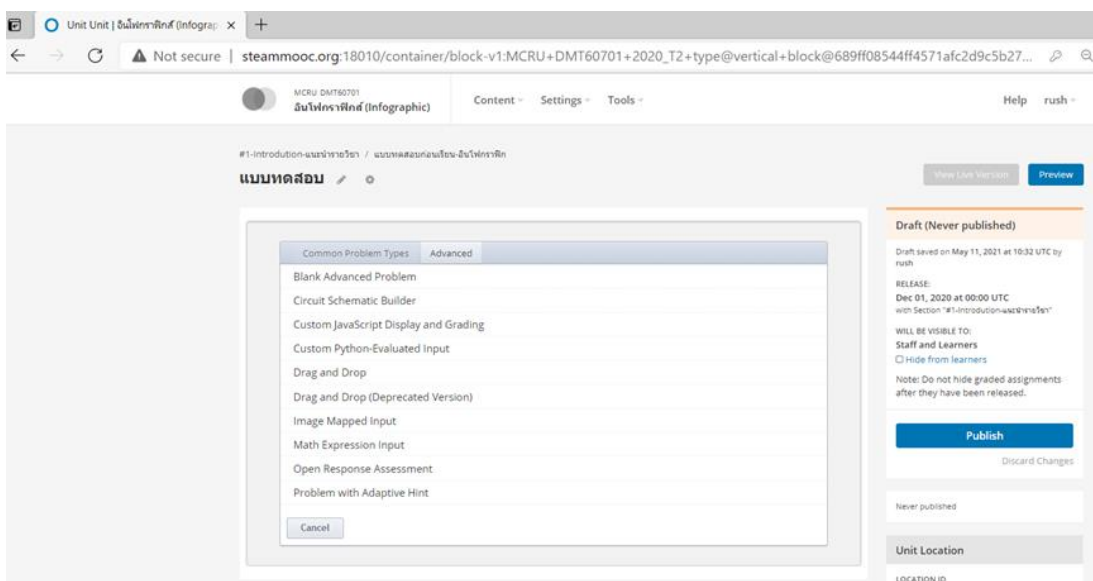 Unit Unit | อินโฟกราฟิกส์ (Infograp
Not secure | steammooc.org:18010/container/block-v1:MCRU+DMT60701+2020_T2+type@vertical+block@689ff08544ff4571afc2d9c5b27...
MCRU DMT60701
อินโฟกราฟิกส์ (Infographic)
Content Settings Tools
Help rush
#1-Introdution-แนะนำรายวิชา / แบบทดสอบก่อนเรียน-อินโฟกราฟิก
แบบทดสอบ
View Live Version Preview
Common Problem Types Advanced
Blank Advanced Problem
Circuit Schematic Builder
Custom JavaScript Display and Grading
Custom Python-Evaluated Input
Drag and Drop
Drag and Drop (Deprecated Version)
Image Mapped Input
Math Expression Input
Open Response Assessment
Problem with Adaptive Hint
Cancel
Draft (Never published)
Draft saved on May 11, 2021 at 10:32 UTC by
rush
RELEASE:
Dec 01, 2020 at 00:00 UTC
with Section "#1-Introdution-แนะนำรายวิชา"
WILL BE VISIBLE TO:
Staff and Learners
Hide from learners
Note: Do not hide graded assignments
after they have been released.
Publish
Discard Changes
Never published
Unit Location
LOCATION ID